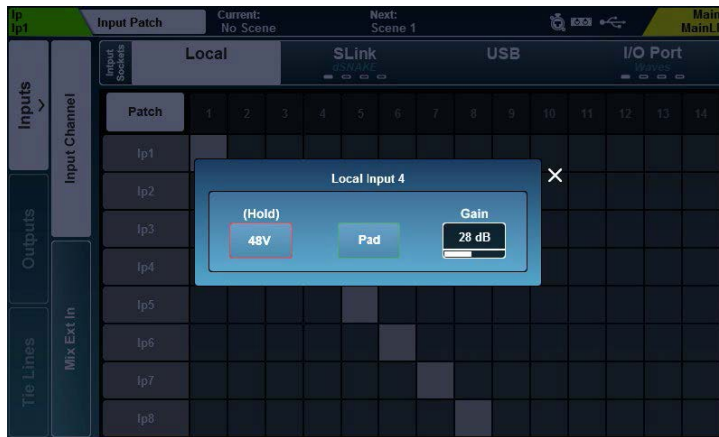 Ip
Ip1
Input Patch
Current:
No Scene
Next:
Scene 1
Main
MainL
Intput
Sockets
Local
SLink
dSNAKE
USB
I/O Port
Waves
Inputs
Input Channel
Outputs
Mix Ext In
Tie Lines
Patch 1 2 3 4 5 6 7 8 9 10 11 12 13 14
Ip1
Ip2
Ip3
Ip4
Ip5
Ip6
Ip7
Ip8
Local Input 4
(Hold)
48V
Pad
Gain
28 dB